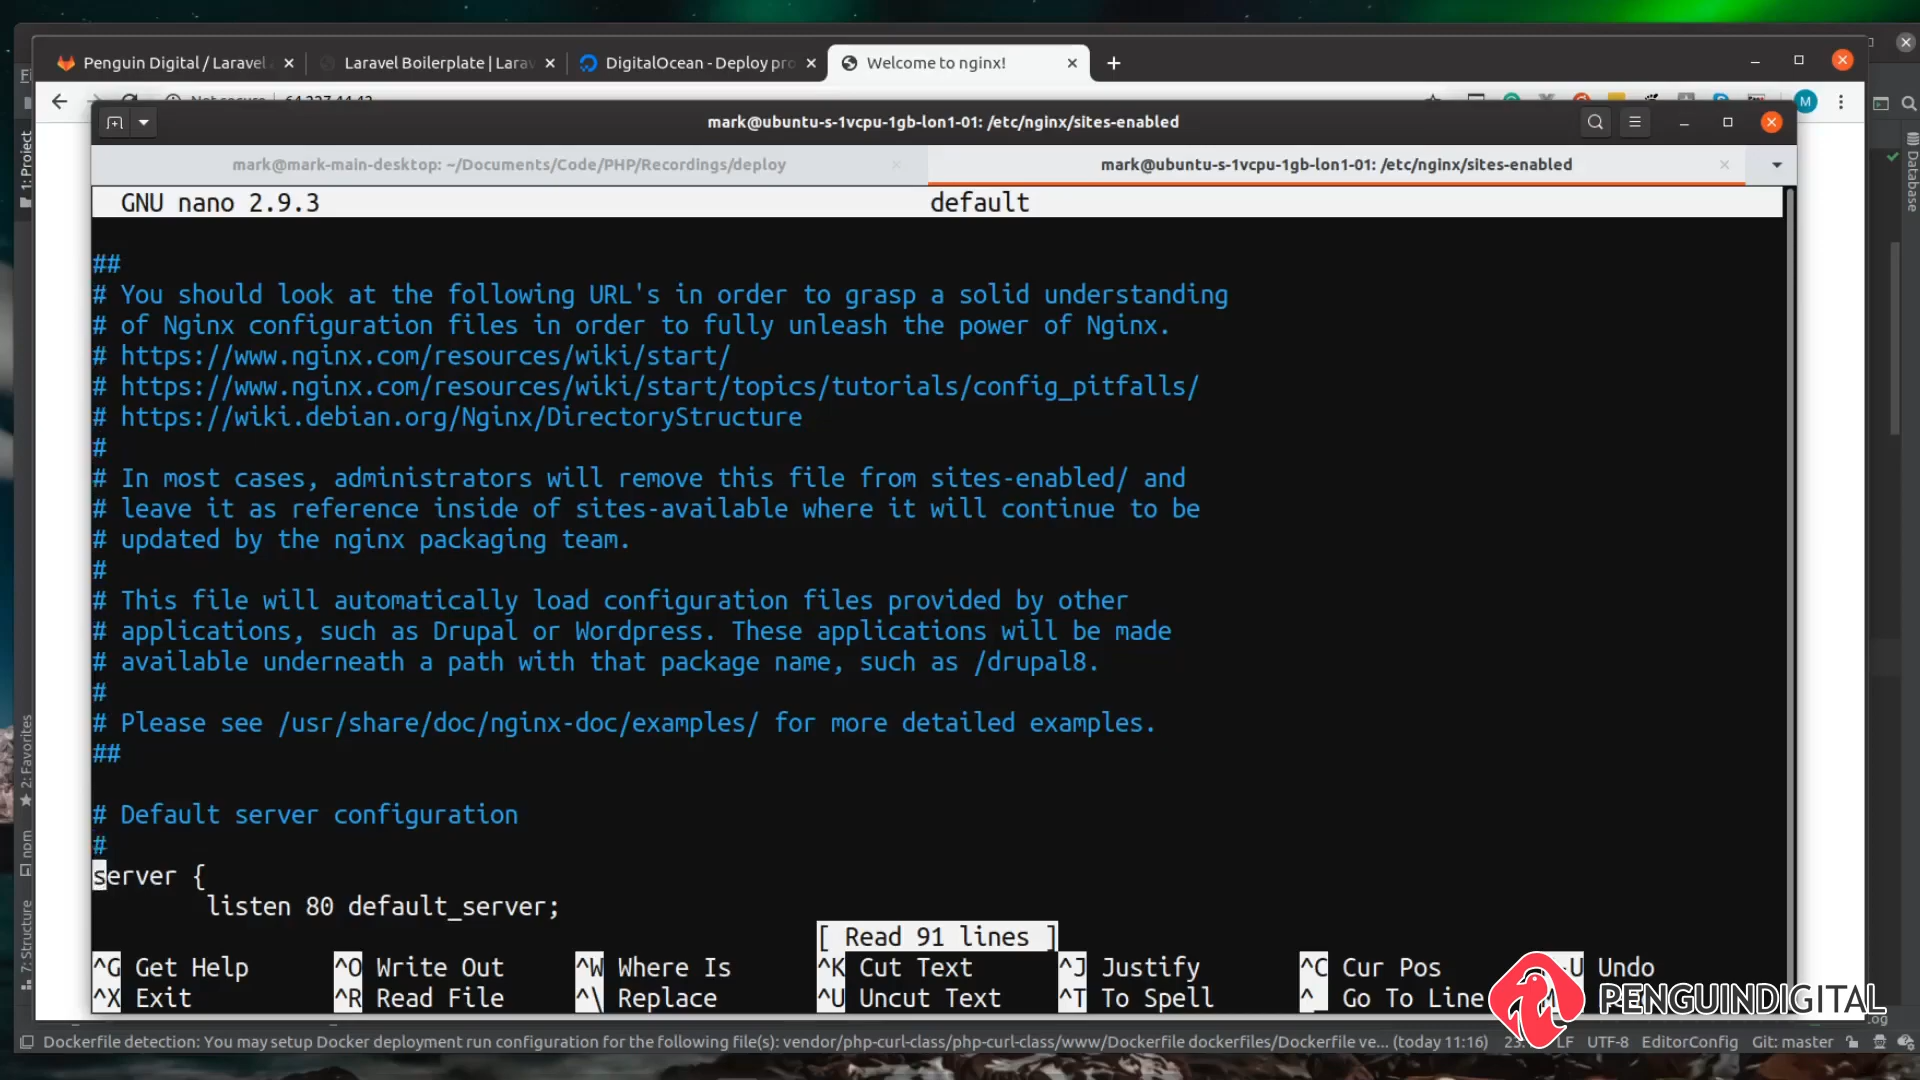 Penguin Digital / Laravel
Laravel Boilerplate | Lara
DigitalOcean - Deploy pro
Welcome to nginx!
Not secure
64.227.44.42
M
mark@ubuntu-s-1vcpu-1gb-lon1-01: /etc/nginx/sites-enabled
mark@mark-main-desktop: ~/Documents/Code/PHP/Recordings/deploy
mark@ubuntu-s-1vcpu-1gb-lon1-01: /etc/nginx/sites-enabled
GNU nano 2.9.3 default
##
# You should look at the following URL's in order to grasp a solid understanding
# of Nginx configuration files in order to fully unleash the power of Nginx.
# https://www.nginx.com/resources/wiki/start/
# https://www.nginx.com/resources/wiki/start/topics/tutorials/config_pitfalls/
# https://wiki.debian.org/Nginx/DirectoryStructure
#
# In most cases, administrators will remove this file from sites-enabled/ and
# leave it as reference inside of sites-available where it will continue to be
# updated by the nginx packaging team.
#
# This file will automatically load configuration files provided by other
# applications, such as Drupal or Wordpress. These applications will be made
# available underneath a path with that package name, such as /drupal8.
#
# Please see /usr/share/doc/nginx-doc/examples/ for more detailed examples.
##
# Default server configuration
#
server {
listen 80 default_server;
[ Read 91 lines ]
^G Get Help ^O Write Out ^W Where Is ^K Cut Text ^J Justify ^C Cur Pos -U Undo
^X Exit ^R Read File ^\ Replace ^U Uncut Text ^T To Spell ^_ Go To Line
PENGUINDIGITAL
1: Project
2: Favorites
npm
7: Structure
Database
Dockerfile detection: You may setup Docker deployment run configuration for the following file(s): vendor/php-curl-class/php-curl-class/www/Dockerfile dockerfiles/Dockerfile ve... (today 11:16) 23: LF UTF-8 EditorConfig Git: master